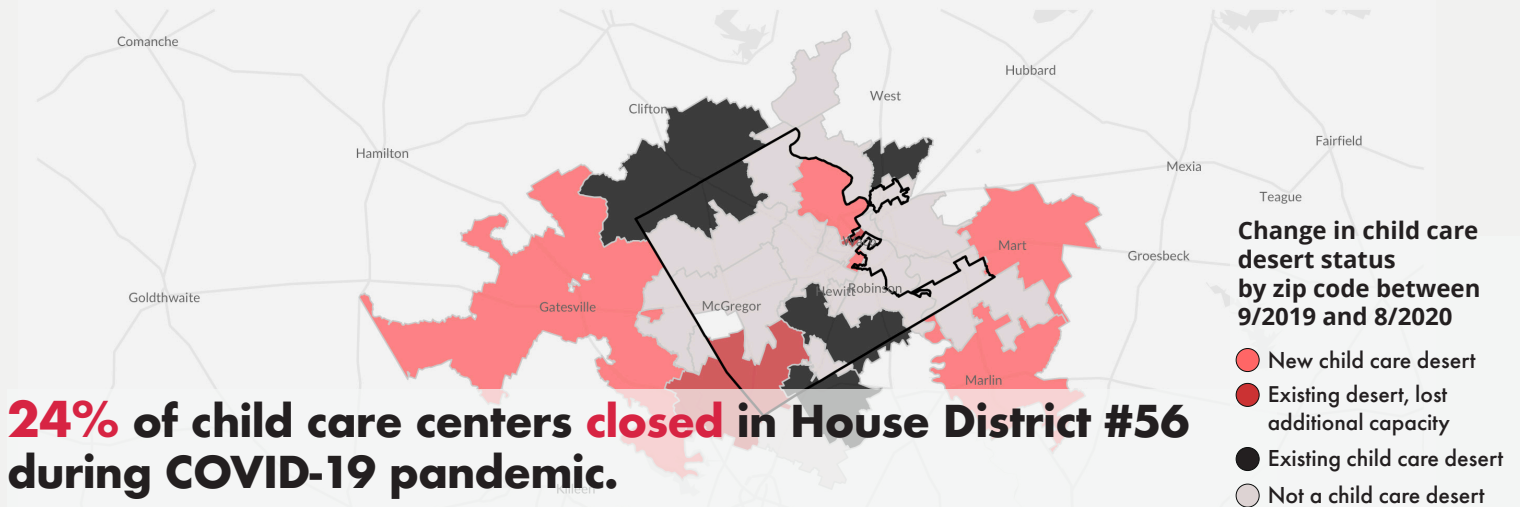 Comanche
Hubbard
West
Clifton
Fairfield
Hamilton
Mexia
Teague
Change in child care
desert status
by zip code between
9/2019 and 8/2020
New child care desert
Existing desert, lost
additional capacity
Existing child care desert
Not a child care desert
Mart
Groesbeck
Goldthwaite
Gatesville
McGregor
Hewitt
Robinson
Marlin
24% of child care centers closed in House District #56
during COVID-19 pandemic.
Killeen